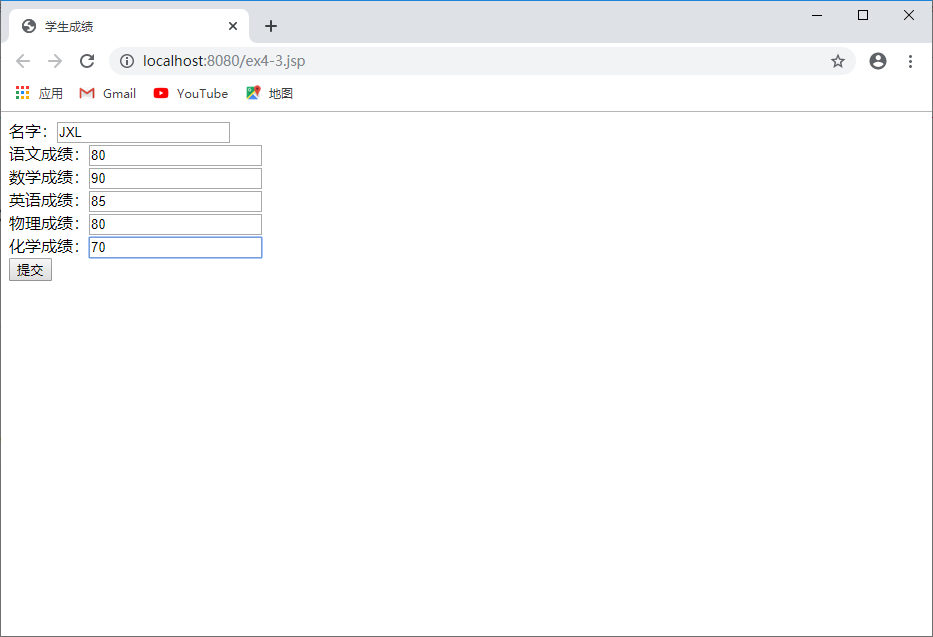 学生成绩
localhost:8080/ex4-3.jsp
应用 Gmail YouTube 地图
名字：JXL
语文成绩：80
数学成绩：90
英语成绩：85
物理成绩：80
化学成绩：70
提交